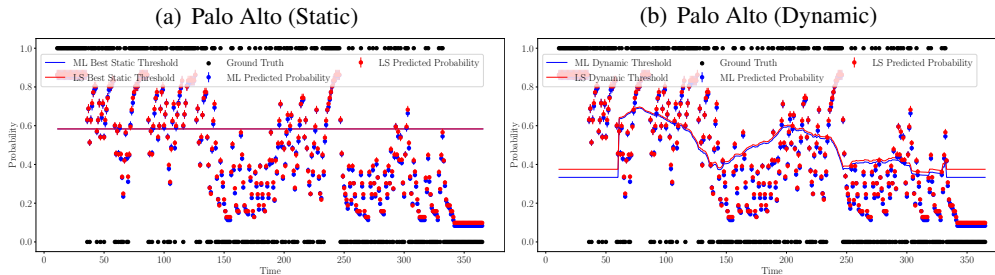 (a) Palo Alto (Static)
1.0
0.8
0.6
0.4
0.2
0.0
Probability
ML Best Static Threshold
LS Best Static Threshold
Ground Truth
ML Predicted Probability
LS Predicted Probability
0
50
100
150
200
250
300
350
Time
(b) Palo Alto (Dynamic)
1.0
0.8
0.6
0.4
0.2
0.0
Probability
ML Dynamic Threshold
LS Dynamic Threshold
Ground Truth
ML Predicted Probability
LS Predicted Probability
0
50
100
150
200
250
300
350
Time